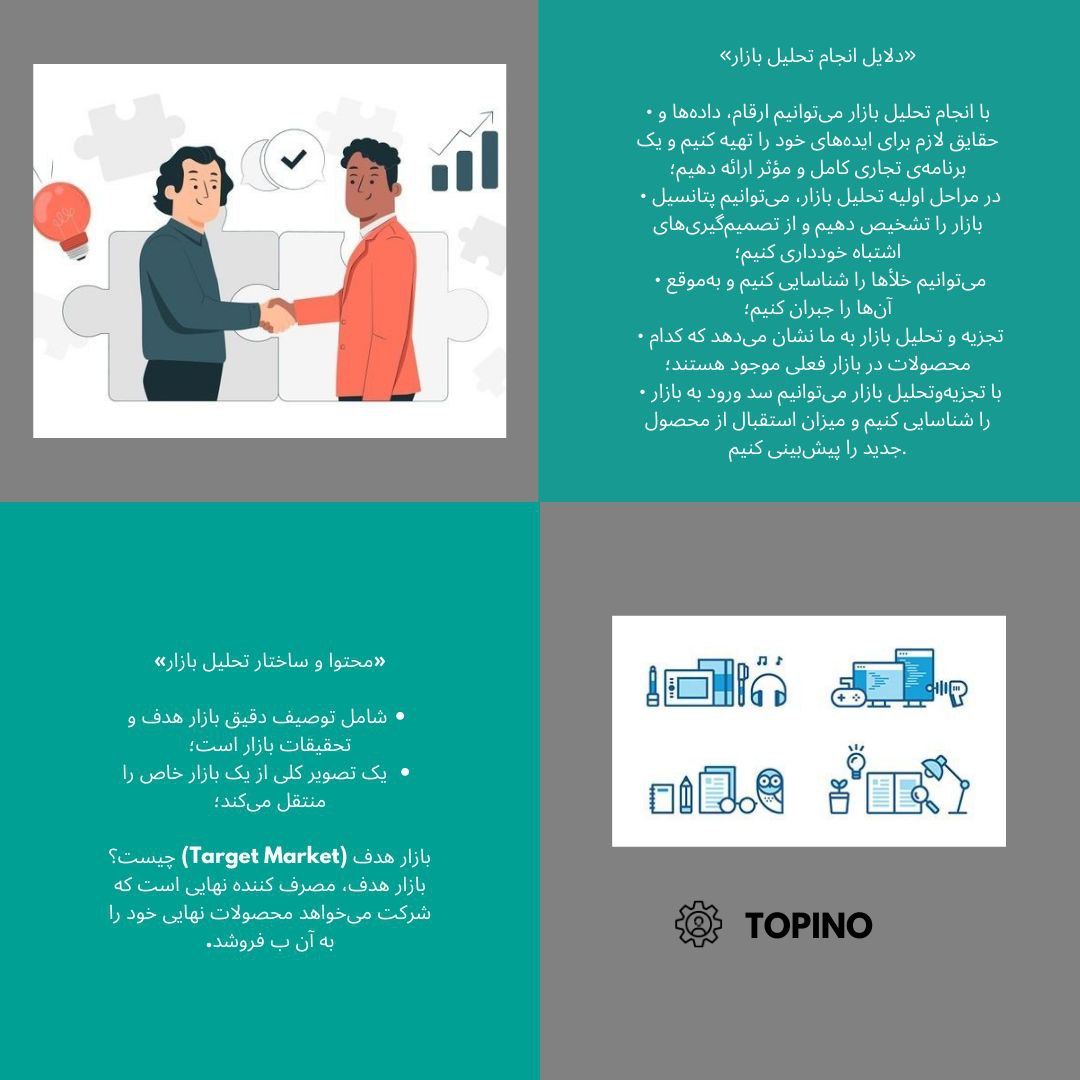 «دلایل انجام تحلیل بازار»
• با انجام تحلیل بازار می‌توانیم ارقام، داده‌ها و
حقایق لازم برای ایده‌های خود را تهیه کنیم و یک
برنامه‌ی تجاری کامل و مؤثر ارائه دهیم؛
• در مراحل اولیه تحلیل بازار، می‌توانیم پتانسیل
بازار را تشخیص دهیم و از تصمیم‌گیری‌های
اشتباه خودداری کنیم؛
• می‌توانیم خلأها را شناسایی کنیم و به‌موقع
آن‌ها را جبران کنیم؛
• تجزیه و تحلیل بازار به ما نشان می‌دهد که کدام
محصولات در بازار فعلی موجود هستند؛
• با تجزیه‌وتحلیل بازار می‌توانیم سد ورود به بازار
را شناسایی کنیم و میزان استقبال از محصول
جدید را پیش‌بینی کنیم.
«محتوا و ساختار تحلیل بازار»
• شامل توصیف دقیق بازار هدف و
تحقیقات بازار است؛
• یک تصویر کلی از یک بازار خاص را
منتقل می‌کند؛
بازار هدف (Target Market) چیست؟
بازار هدف، مصرف کننده نهایی است که
شرکت می‌خواهد محصولات نهایی خود را
به آن ب فروشد.
TOPINO